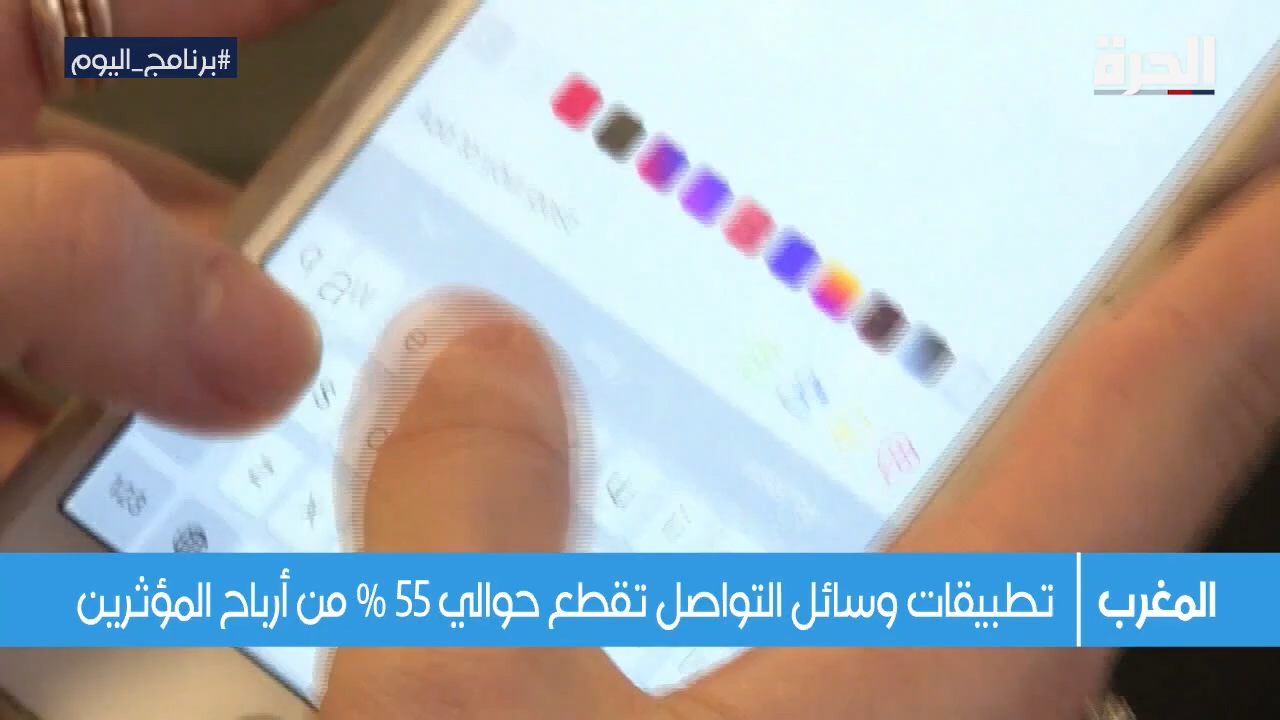 #برنامج_اليوم
الحرة
المغرب
تطبيقات وسائل التواصل تقطع حوالي 55 % من أرباح المؤثرين